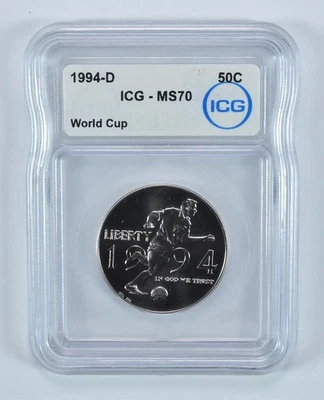 1994-D 50C
ICG - MS70
ICG
World Cup
LIBERTY
1994
IN GOD WE TRUST